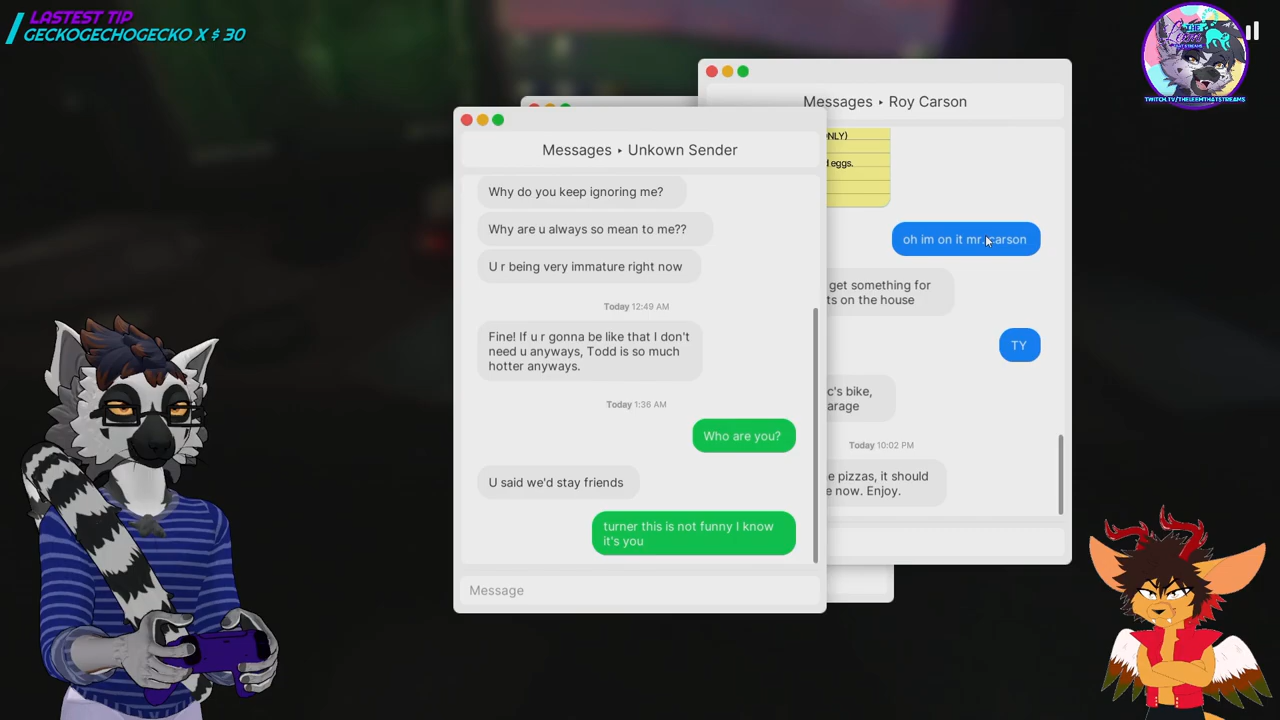 LASTEST TIP
GECKOGECHOGECKO X $ 30
THE
THAT STREAMS
TWITCH.TV/THELEEMTHATSTREAMS
Messages ‣ Roy Carson
ONLY)
d eggs.
oh im on it mr. carson
get something for
ts on the house
TY
c's bike,
arage
Today 10:02 PM
e pizzas, it should
e now. Enjoy.
Messages ‣ Unkown Sender
Why do you keep ignoring me?
Why are u always so mean to me??
U r being very immature right now
Today 12:49 AM
Fine! If u r gonna be like that I don't
need u anyways, Todd is so much
hotter anyways.
Today 1:36 AM
Who are you?
U said we'd stay friends
turner this is not funny I know
it's you
Message